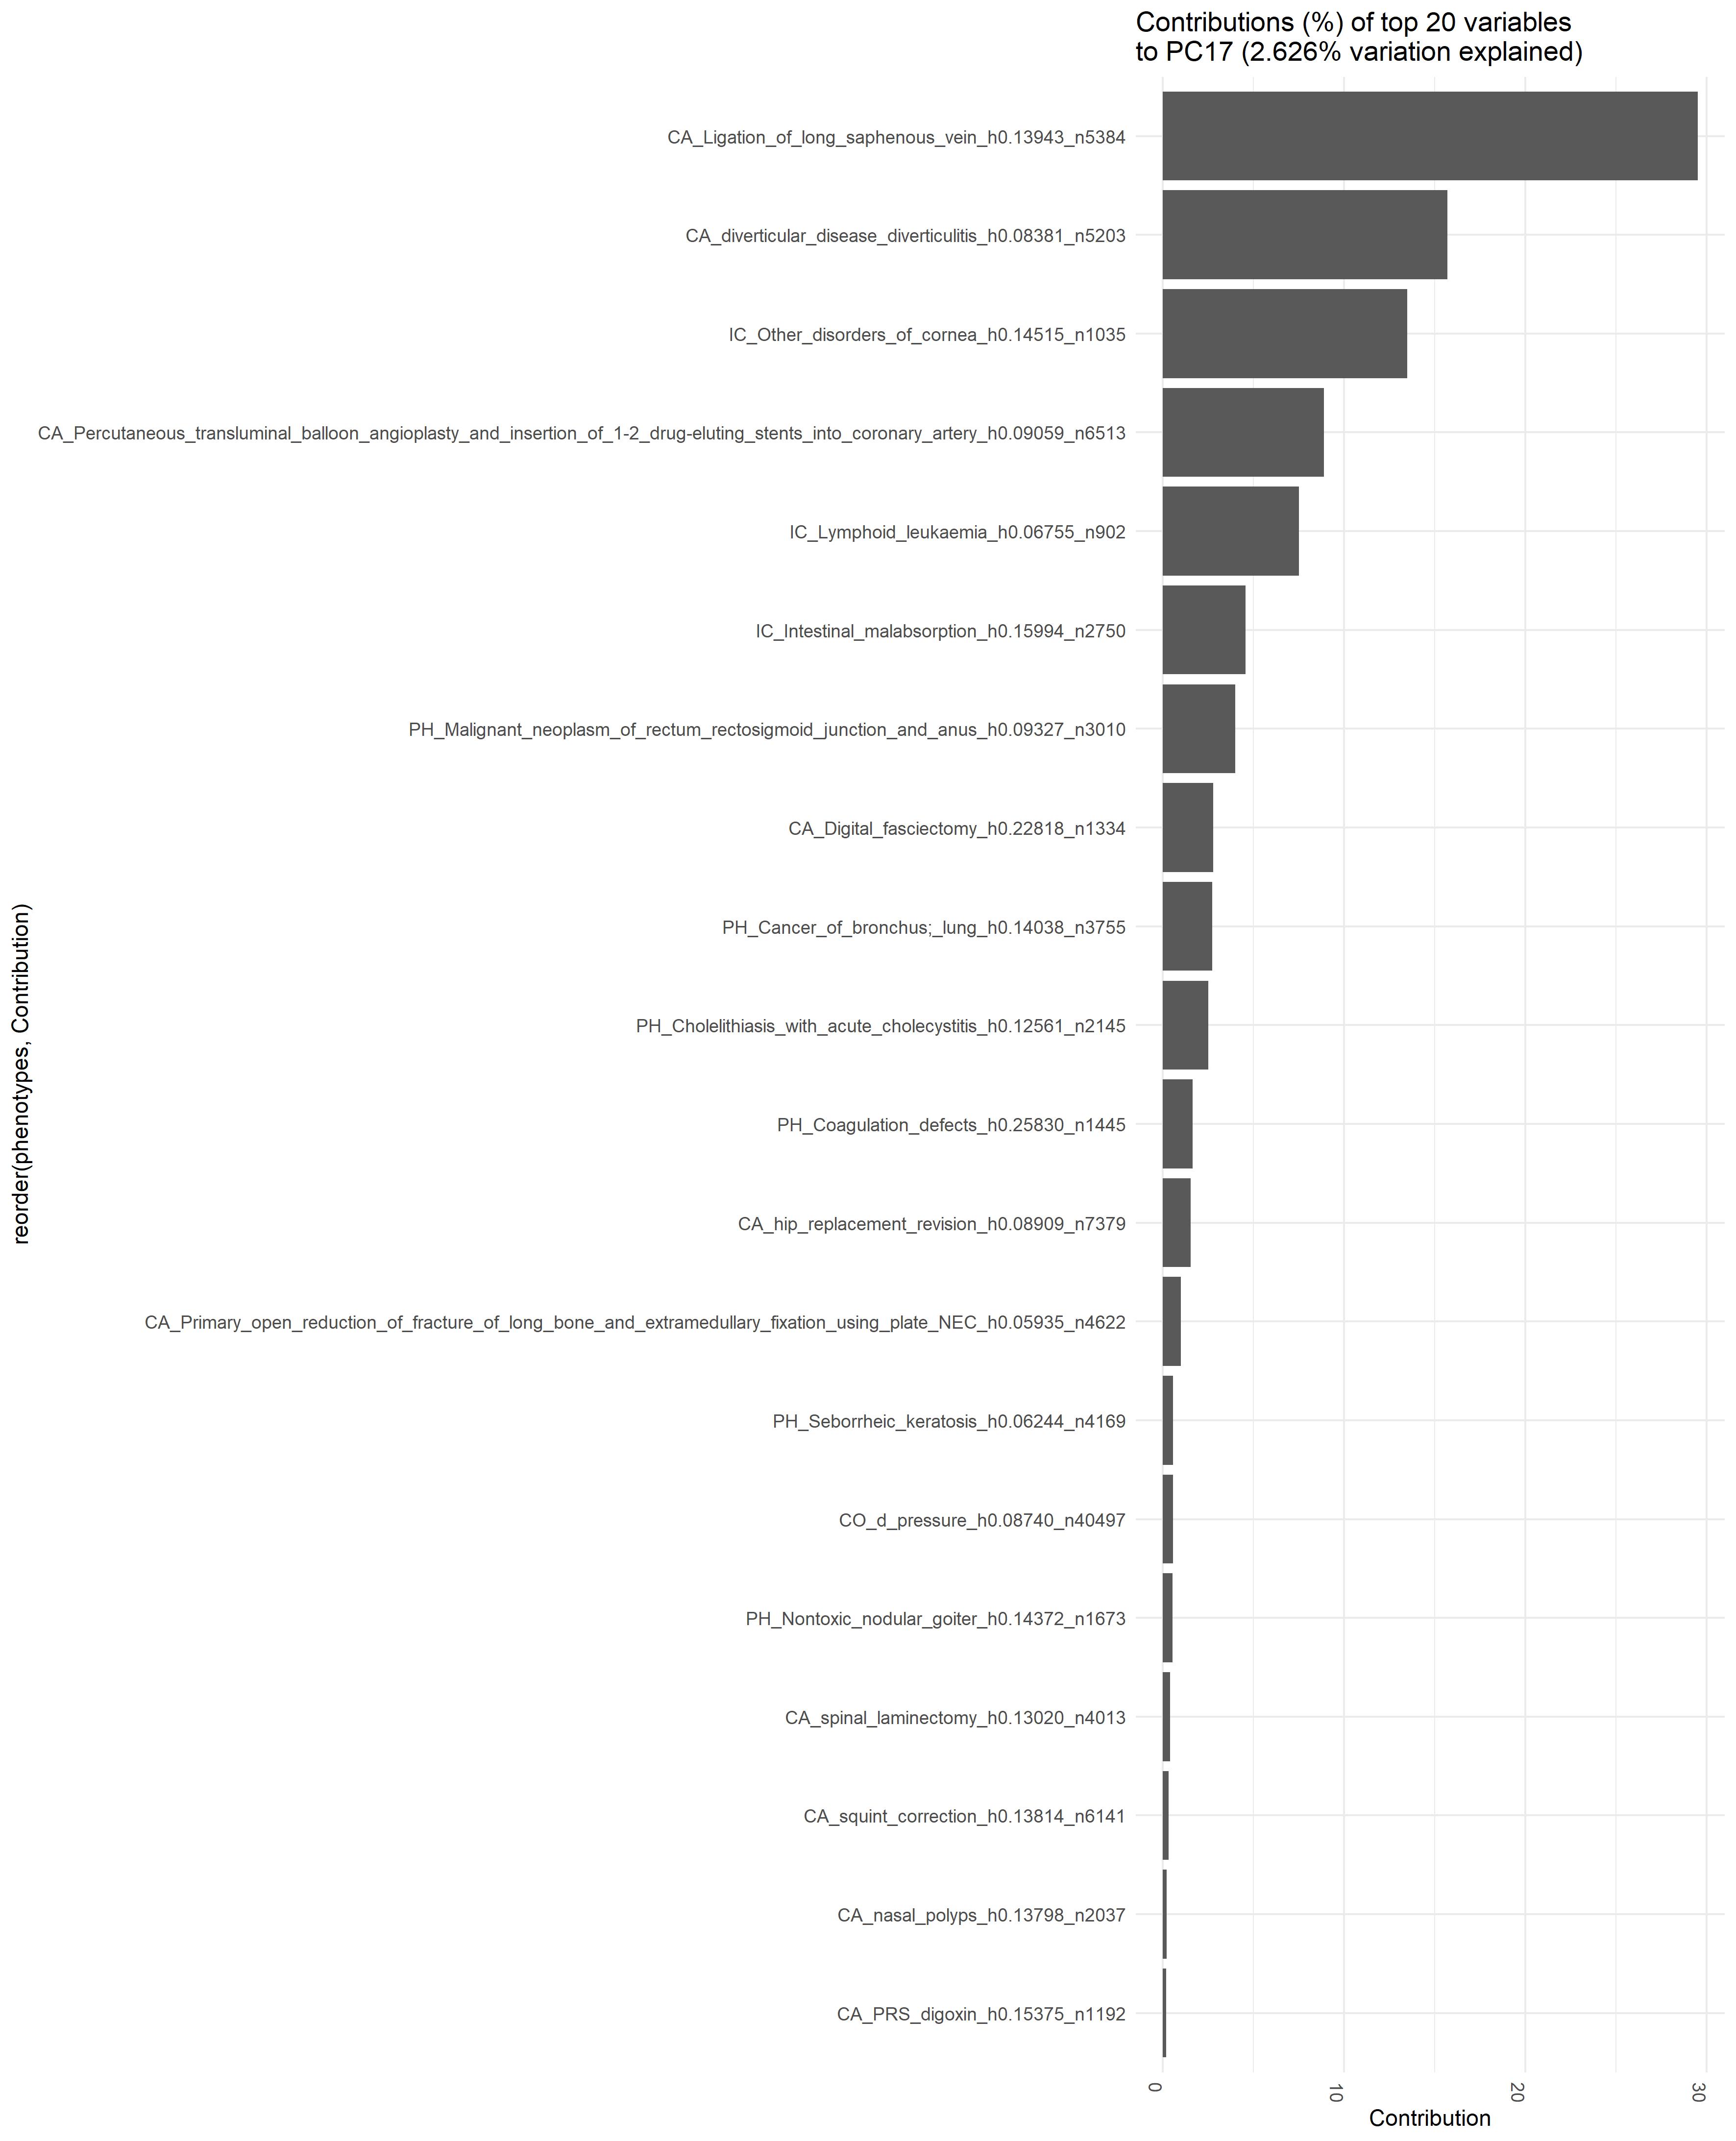 Contributions (%) of top 20 variables
to PC17 (2.626% variation explained)
CA_Ligation_of_long_saphenous_vein_h0.13943_n5384
CA_diverticular_disease_diverticulitis_h0.08381_n5203
IC_Other_disorders_of_cornea_h0.14515_n1035
CA_Percutaneous_transluminal_balloon_angioplasty_and_insertion_of_1-2_drug-eluting_stents_into_coronary_artery_h0.09059_n6513
IC_Lymphoid_leukaemia_h0.06755_n902
IC_Intestinal_malabsorption_h0.15994_n2750
PH_Malignant_neoplasm_of_rectum_rectosigmoid_junction_and_anus_h0.09327_n3010
CA_Digital_fasciectomy_h0.22818_n1334
PH_Cancer_of_bronchus;_lung_h0.14038_n3755
PH_Cholelithiasis_with_acute_cholecystitis_h0.12561_n2145
PH_Coagulation_defects_h0.25830_n1445
CA_hip_replacement_revision_h0.08909_n7379
CA_Primary_open_reduction_of_fracture_of_long_bone_and_extramedullary_fixation_using_plate_NEC_h0.05935_n4622
PH_Seborrheic_keratosis_h0.06244_n4169
CO_d_pressure_h0.08740_n40497
PH_Nontoxic_nodular_goiter_h0.14372_n1673
CA_spinal_laminectomy_h0.13020_n4013
CA_squint_correction_h0.13814_n6141
CA_nasal_polyps_h0.13798_n2037
CA_PRS_digoxin_h0.15375_n1192
reorder(phenotypes, Contribution)
0 10 20 30
Contribution